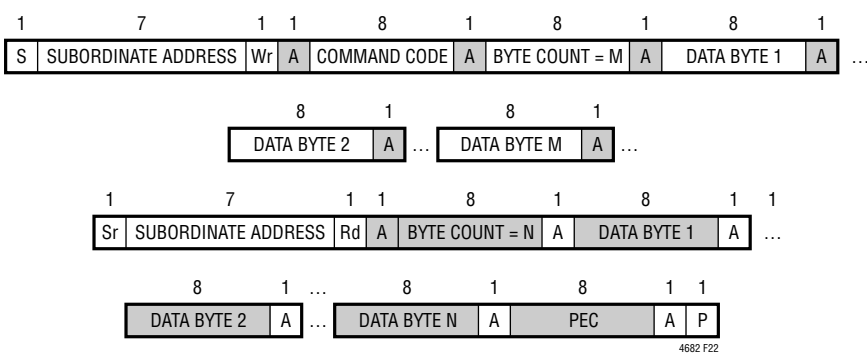 1 7 1 1 8 1 8 1 8 1
S SUBORDINATE ADDRESS Wr A COMMAND CODE A BYTE COUNT = M A DATA BYTE 1 A …
8 1 8 1
DATA BYTE 2 A … DATA BYTE M A …
1 7 1 1 8 1 8 1 1
Sr SUBORDINATE ADDRESS Rd A BYTE COUNT = N A DATA BYTE 1 A …
8 1 … 8 1 8 1 1
DATA BYTE 2 A … DATA BYTE N A PEC A P
4682 F22